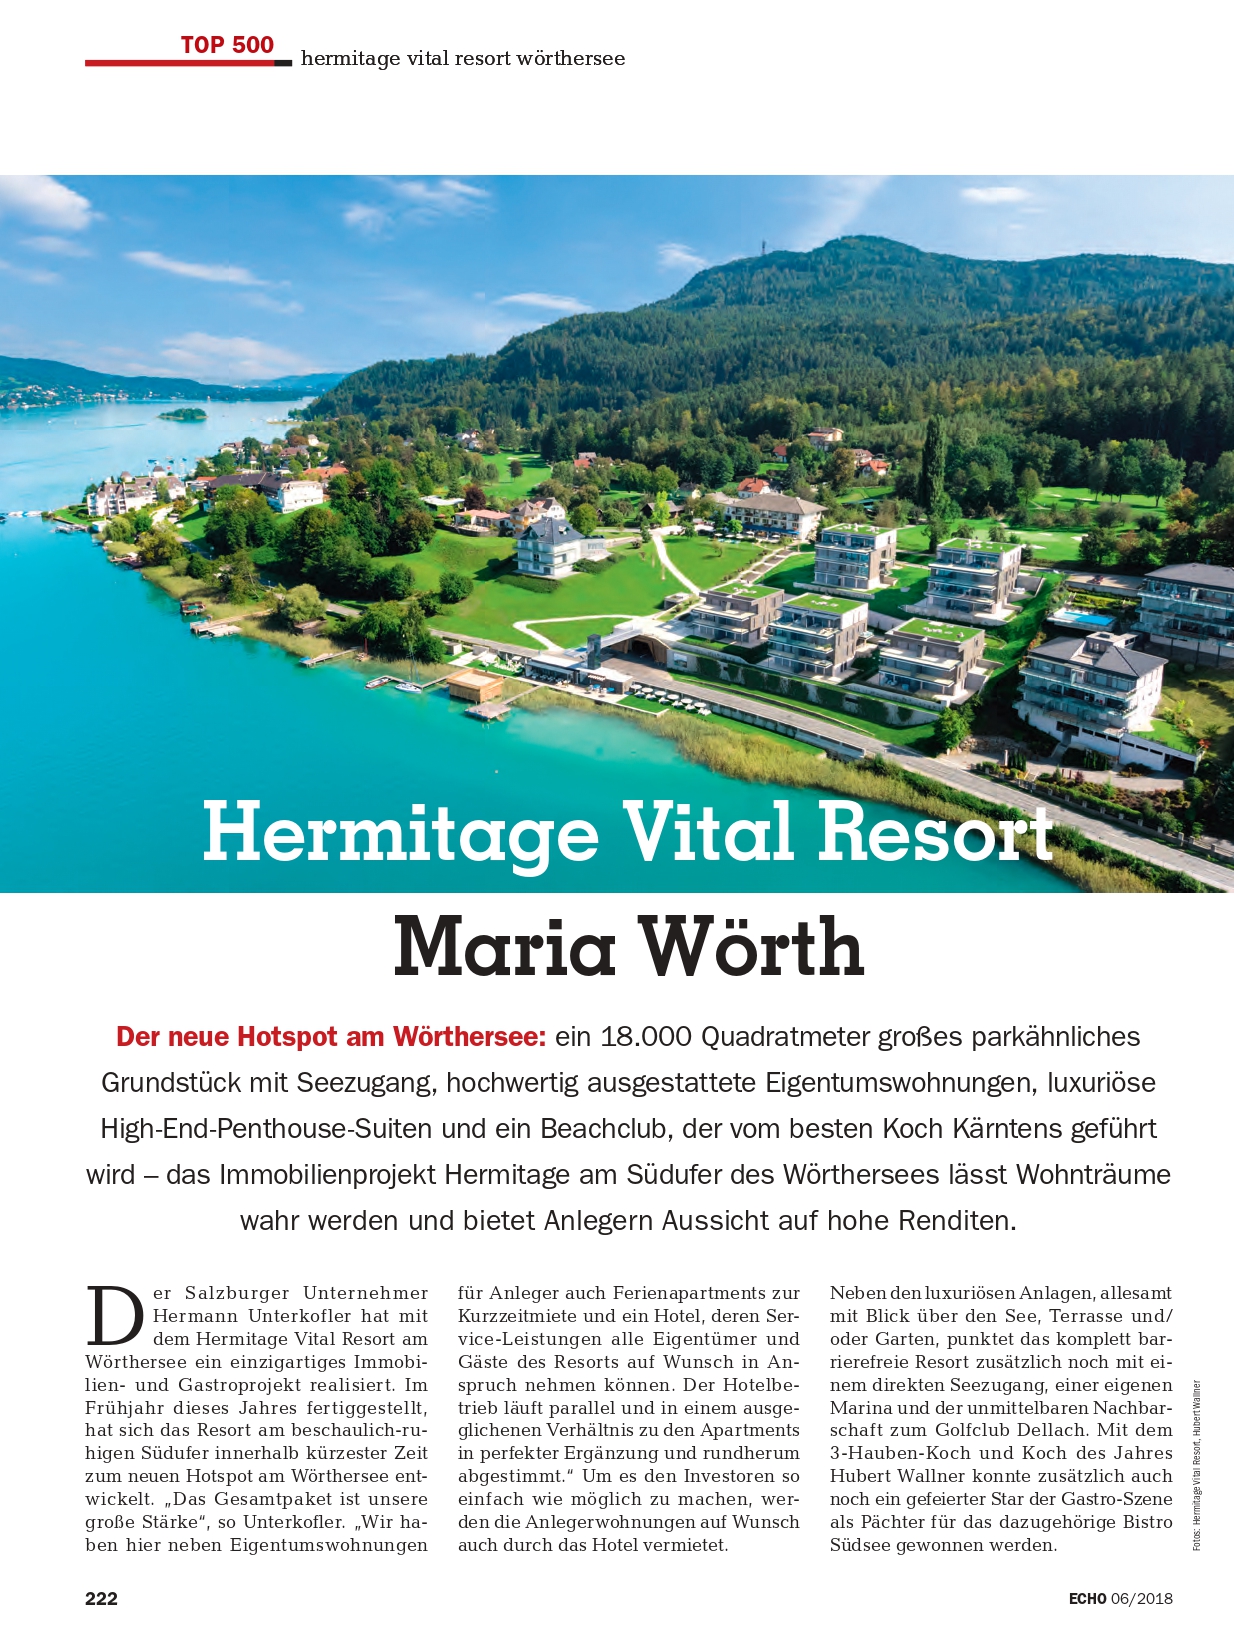 TOP 500
hermitage vital resort wörthersee
Hermitage Vital Resort
Maria Wörth
Der neue Hotspot am Wörthersee: ein 18.000 Quadratmeter großes parkähnliches
Grundstück mit Seezugang, hochwertig ausgestattete Eigentumswohnungen, luxuriöse
High-End-Penthouse-Suiten und ein Beachclub, der vom besten Koch Kärntens geführt
wird – das Immobilienprojekt Hermitage am Südufer des Wörthersees lässt Wohnträume
wahr werden und bietet Anlegern Aussicht auf hohe Renditen.
Der Salzburger Unternehmer
Hermann Unterkofler hat mit
dem Hermitage Vital Resort am
Wörthersee ein einzigartiges Immobi-
lien- und Gastroprojekt realisiert. Im
Frühjahr dieses Jahres fertiggestellt,
hat sich das Resort am beschaulich-ru-
higen Südufer innerhalb kürzester Zeit
zum neuen Hotspot am Wörthersee ent-
wickelt. „Das Gesamtpaket ist unsere
große Stärke“, so Unterkofler. „Wir ha-
ben hier neben Eigentumswohnungen
für Anleger auch Ferienapartments zur
Kurzzeitmiete und ein Hotel, deren Ser-
vice-Leistungen alle Eigentümer und
Gäste des Resorts auf Wunsch in An-
spruch nehmen können. Der Hotelbe-
trieb läuft parallel und in einem ausge-
glichenen Verhältnis zu den Apartments
in perfekter Ergänzung und rundherum
abgestimmt.“ Um es den Investoren so
einfach wie möglich zu machen, wer-
den die Anlegerwohnungen auf Wunsch
auch durch das Hotel vermietet.
Neben den luxuriösen Anlagen, allesamt
mit Blick über den See, Terrasse und/
oder Garten, punktet das komplett bar-
rierefreie Resort zusätzlich noch mit ei-
nem direkten Seezugang, einer eigenen
Marina und der unmittelbaren Nachbar-
schaft zum Golfclub Dellach. Mit dem
3-Hauben-Koch und Koch des Jahres
Hubert Wallner konnte zusätzlich auch
noch ein gefeierter Star der Gastro-Szene
als Pächter für das dazugehörige Bistro
Südsee gewonnen werden.
Fotos: Hermitage Vital Resort, Hubert Wallner
222
ECHO 06/2018